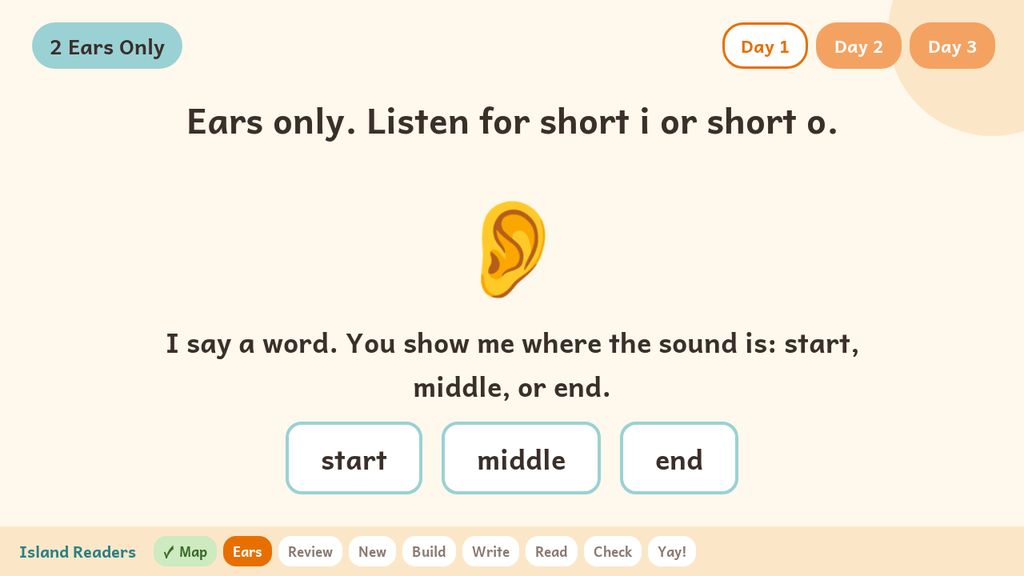 2 Ears Only
Day 1
Day 2
Day 3
Ears only. Listen for short i or short o.
I say a word. You show me where the sound is: start,
middle, or end.
start
middle
end
Island Readers
✓ Map
Ears
Review
New
Build
Write
Read
Check
Yay!